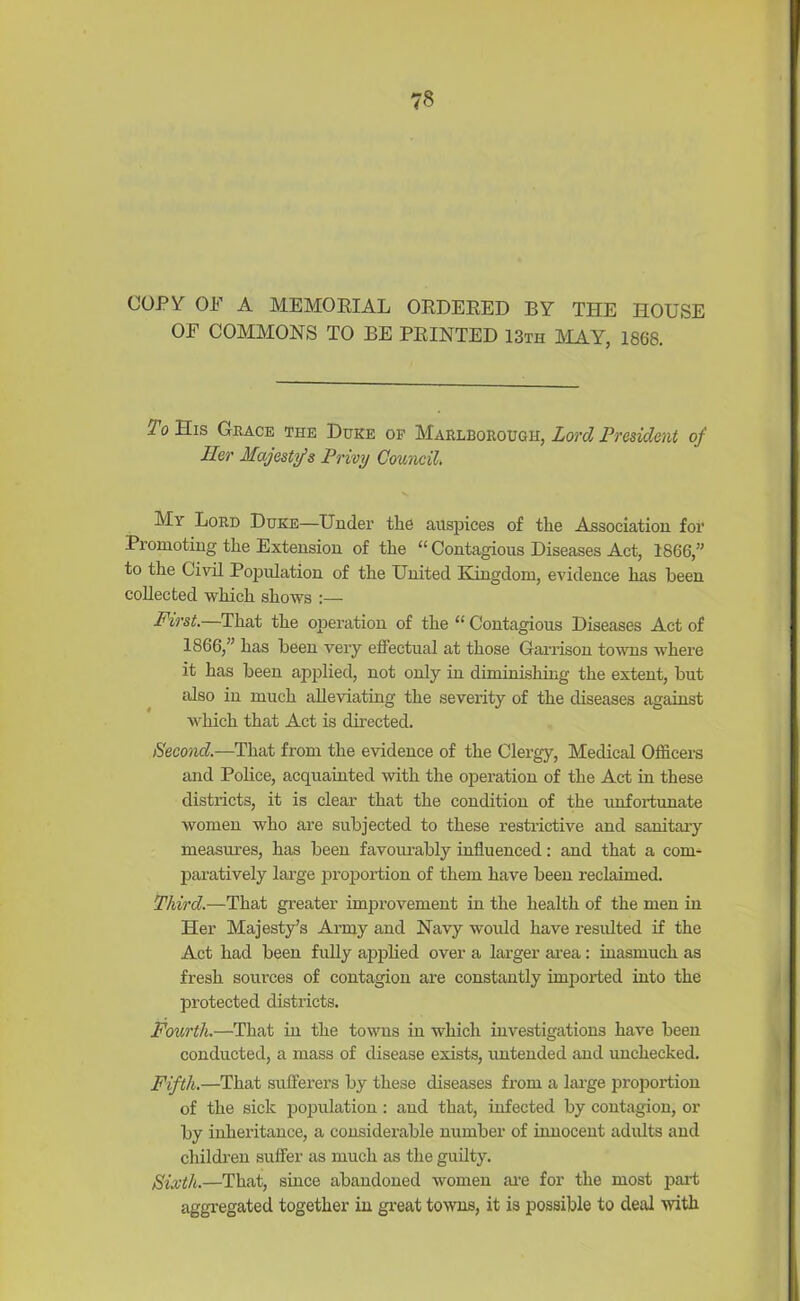 78
COPY OF A MEMORIAL ORDERED BY THE HOUSE
OF COMMONS TO BE PRINTED 13TH MAY, 1868.
To His Grace the Duke of Marlborough, Lord President of
Her Majesty's Privy Council.
My Lord Duke—Under the auspices of the Association for
Promoting the Extension of the “Contagious Diseases Act, 1866,”
to the Civil Population of the United Kingdom, evidence has been
collected which shows :—
First.—That the operation of the “Contagious Diseases Act of
1866,” has been very effectual at those Garrison towns where
it has been applied, not only in diminishing the extent, but
also in much alleviating the severity of the diseases against
which that Act is directed.
Second.—That from the evidence of the Clergy, Medical Officers
and Police, acquainted with the operation of the Act in these
districts, it is clear that the condition of the unfortunate
women who are subjected to these restrictive and sanitary
measures, has been favourably influenced : and that a com-
paratively large proportion of them have been reclaimed.
Third.—That greater improvement in the health of the men in
Her Majesty's Army and Navy would have resulted if the
Act had been fully applied over a larger area : inasmuch as
fresh sources of contagion are constantly imported into the
protected districts.
Fourth.—That in the towns in which investigations have been
conducted, a mass of disease exists, untended and unchecked.
Fifth.—That sufferers by these diseases from a large proportion
of the sick population : and that, infected by contagion, or
by inheritance, a considerable number of innocent adults and
children suffer as much as the guilty.
Sixth.—That, since abandoned women are for the most part
aggregated together in great towns, it is possible to deal with